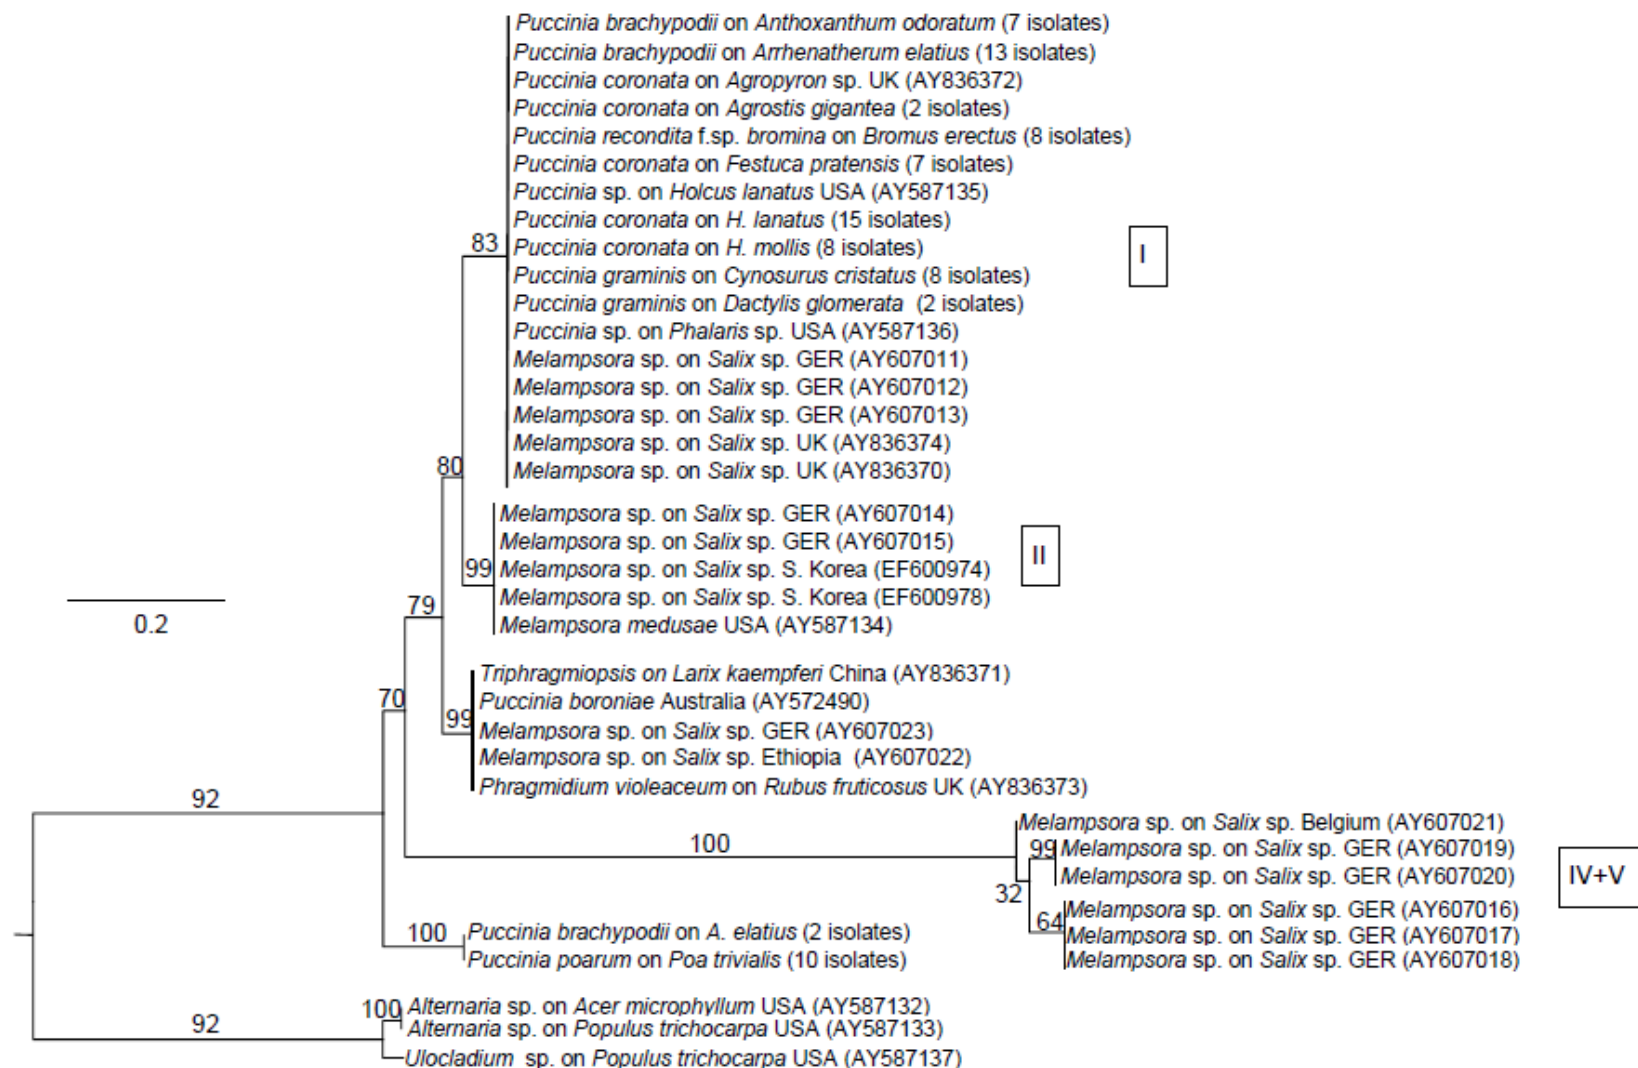 Puccinia brachypodii on Anthoxanthum odoratum (7 isolates)
Puccinia brachypodii on Arrhenatherum elatius (13 isolates)
Puccinia coronata on Agropyron sp. UK (AY836372)
Puccinia coronata on Agrostis gigantea (2 isolates)
Puccinia recondita f.sp. bromina on Bromus erectus (8 isolates)
Puccinia coronata on Festuca pratensis (7 isolates)
Puccinia sp. on Holcus lanatus USA (AY587135)
Puccinia coronata on H. lanatus (15 isolates)
83
Puccinia coronata on H. mollis (8 isolates)
I
Puccinia graminis on Cynosurus cristatus (8 isolates)
Puccinia graminis on Dactylis glomerata (2 isolates)
Puccinia sp. on Phalaris sp. USA (AY587136)
Melampsora sp. on Salix sp. GER (AY607011)
Melampsora sp. on Salix sp. GER (AY607012)
Melampsora sp. on Salix sp. GER (AY607013)
Melampsora sp. on Salix sp. UK (AY836374)
80
Melampsora sp. on Salix sp. UK (AY836370)
Melampsora sp. on Salix sp. GER (AY607014)
Melampsora sp. on Salix sp. GER (AY607015)
II
99
Melampsora sp. on Salix sp. S. Korea (EF600974)
Melampsora sp. on Salix sp. S. Korea (EF600978)
79
0.2
Melampsora medusae USA (AY587134)
Triphragmiopsis on Larix kaempferi China (AY836371)
70
Puccinia boroniae Australia (AY572490)
99
Melampsora sp. on Salix sp. GER (AY607023)
Melampsora sp. on Salix sp. Ethiopia (AY607022)
Phragmidium violeaceum on Rubus fruticosus UK (AY836373)
92
Melampsora sp. on Salix sp. Belgium (AY607021)
100
99
Melampsora sp. on Salix sp. GER (AY607019)
Melampsora sp. on Salix sp. GER (AY607020)
IV+V
32
64
Melampsora sp. on Salix sp. GER (AY607016)
Melampsora sp. on Salix sp. GER (AY607017)
Melampsora sp. on Salix sp. GER (AY607018)
100
Puccinia brachypodii on A. elatius (2 isolates)
Puccinia poarum on Poa trivialis (10 isolates)
100
Alternaria sp. on Acer microphyllum USA (AY587132)
92
Alternaria sp. on Populus trichocarpa USA (AY587133)
Ulocladium sp. on Populus trichocarpa USA (AY587137)